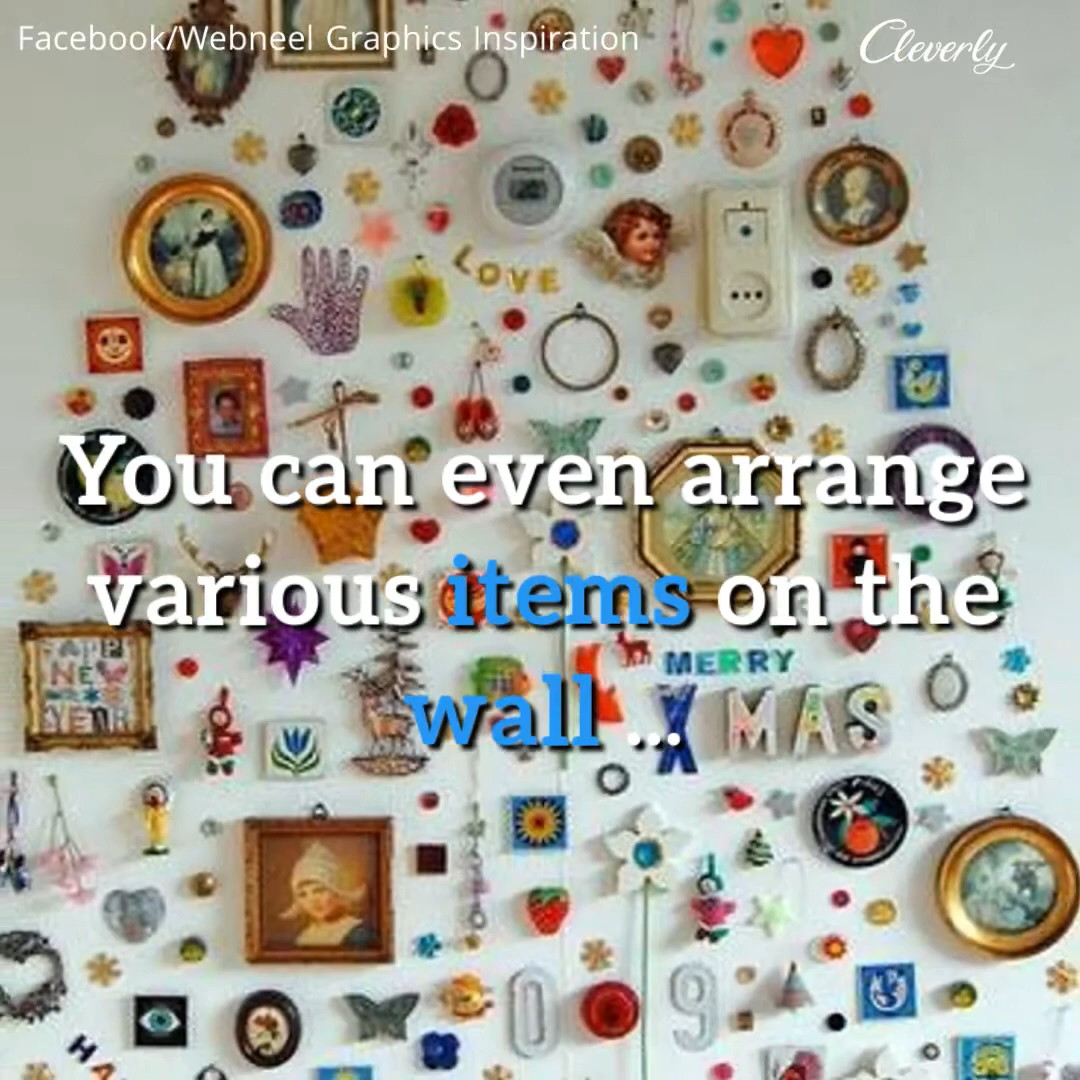 Facebook/Webneel Graphics Inspiration
Cleverly
LOVE
You can even arrange
various items on the
wall ...
MERRY
XMAS
NEW
YEAR
09